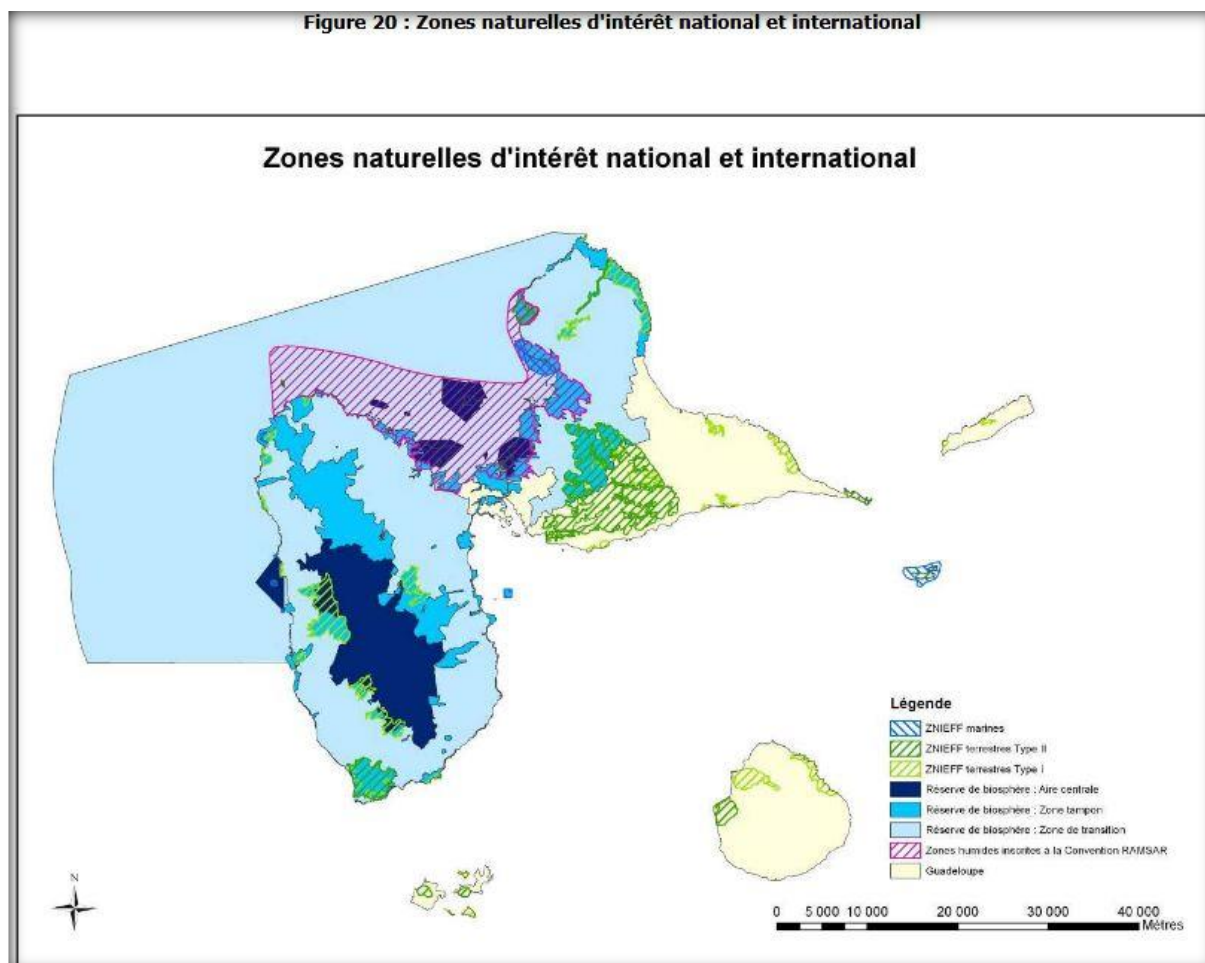 Figure 20 : Zones naturelles d'intérêt national et international
Zones naturelles d'intérêt national et international
Légende
ZNIEFF marines
ZNIEFF terrestres Type II
ZNIEFF terrestres Type I
Réserve de biosphère : Aire centrale
Réserve de biosphère : Zone tampon
Réserve de biosphère : Zone de transition
Zones humides inscrites à la Convention RAMSAR
Guadeloupe
N
0 5 000 10 000 20 000 30 000 40 000
Mètres